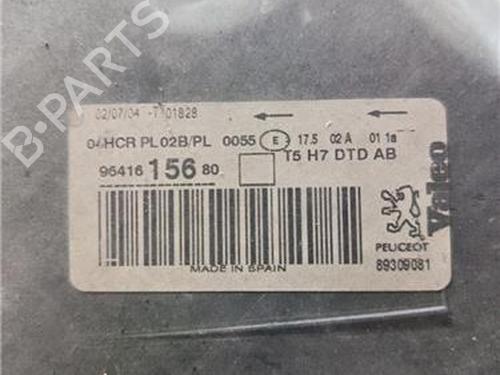 02/07/04 -T101828
04HCR PL02B/PL 0055 E 17.5 02 A 01 1a
96416 156 80 T5 H7 DTD AB
Valeo
PEUGEOT
89309081
MADE IN SPAIN
B-PARTS